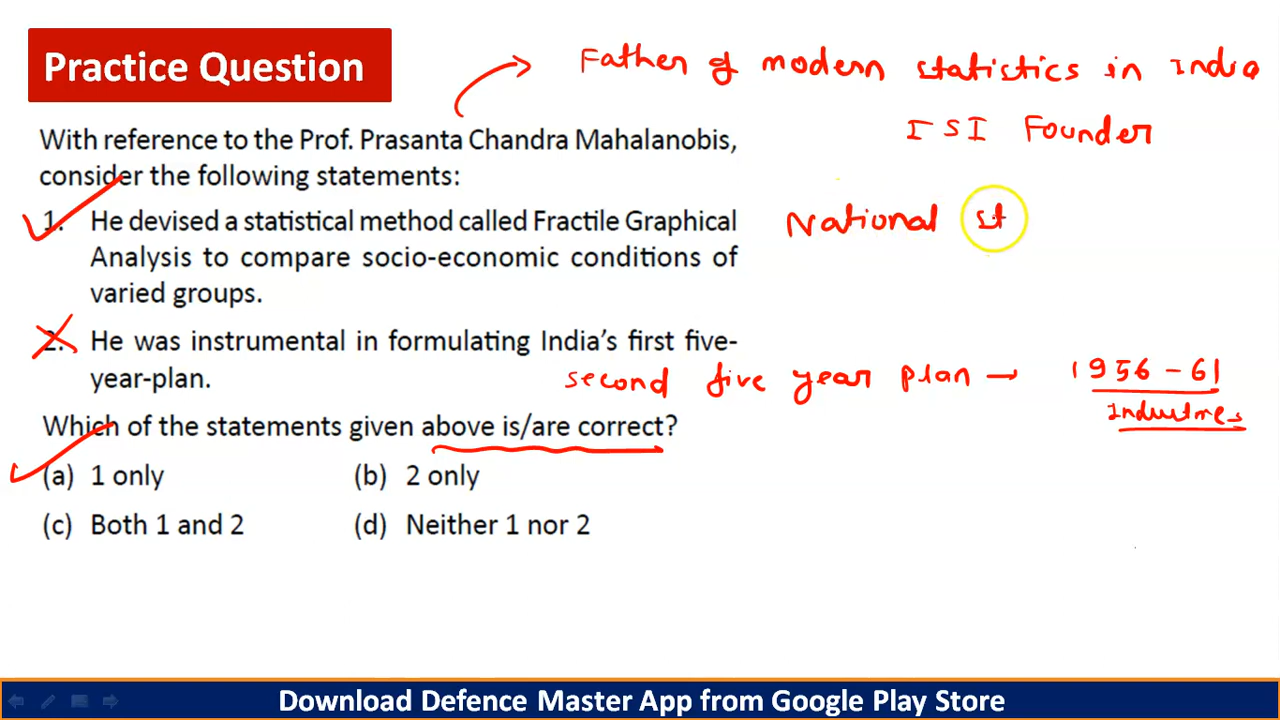 Practice Question
Father of modern statistics in India
ISI Founder
With reference to the Prof. Prasanta Chandra Mahalanobis,
consider the following statements:
1. He devised a statistical method called Fractile Graphical
Analysis to compare socio-economic conditions of
varied groups.
National st
2. He was instrumental in formulating India's first five-
year-plan.
second five year plan → 1956-61
Industries
Which of the statements given above is/are correct?
(a) 1 only
(b) 2 only
(c) Both 1 and 2
(d) Neither 1 nor 2
Download Defence Master App from Google Play Store